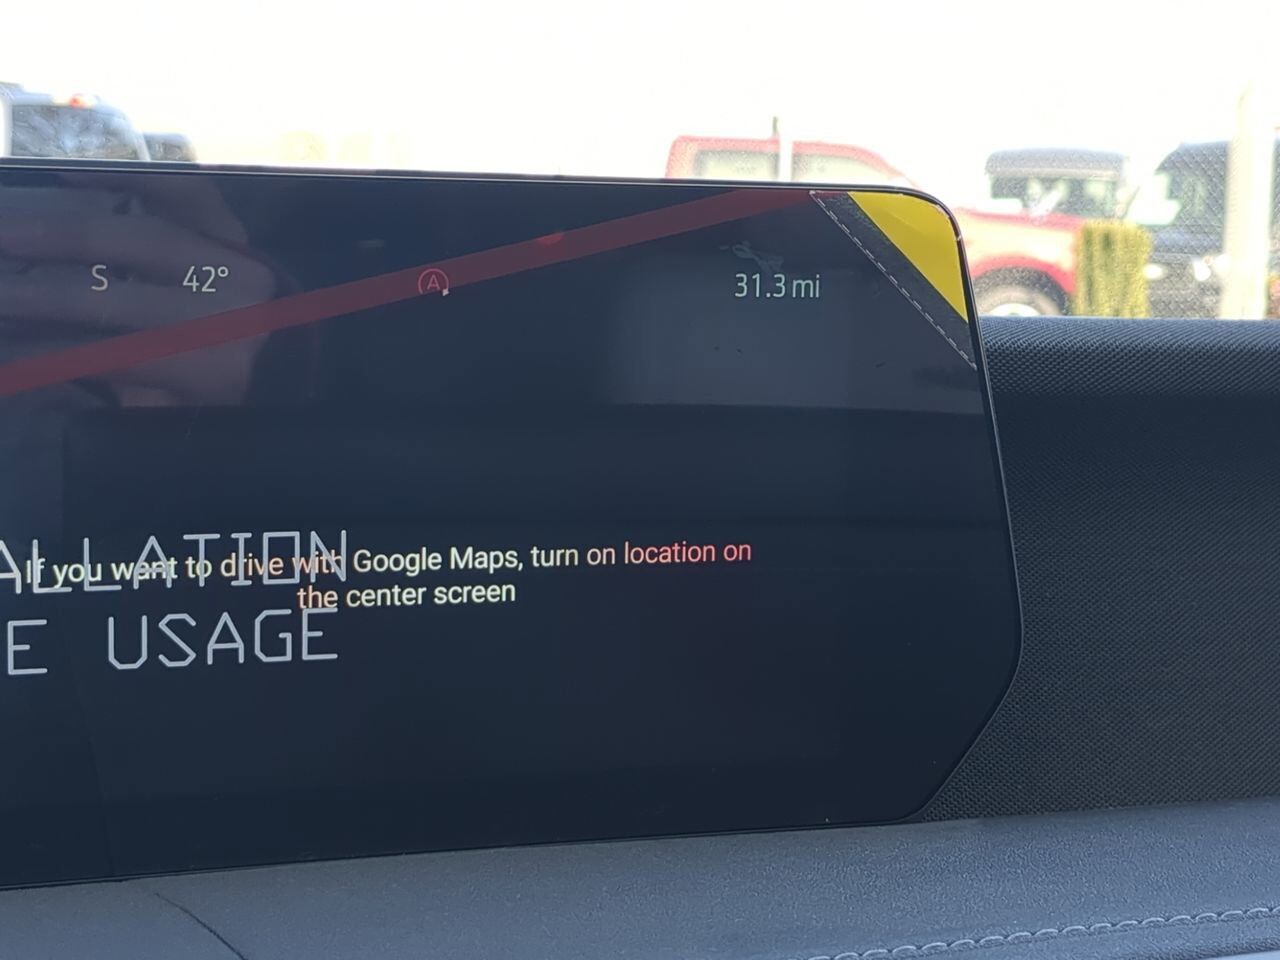 S 42° A 31.3 mi
If you want to drive with Google Maps, turn on location on
the center screen
ALLATION
E USAGE